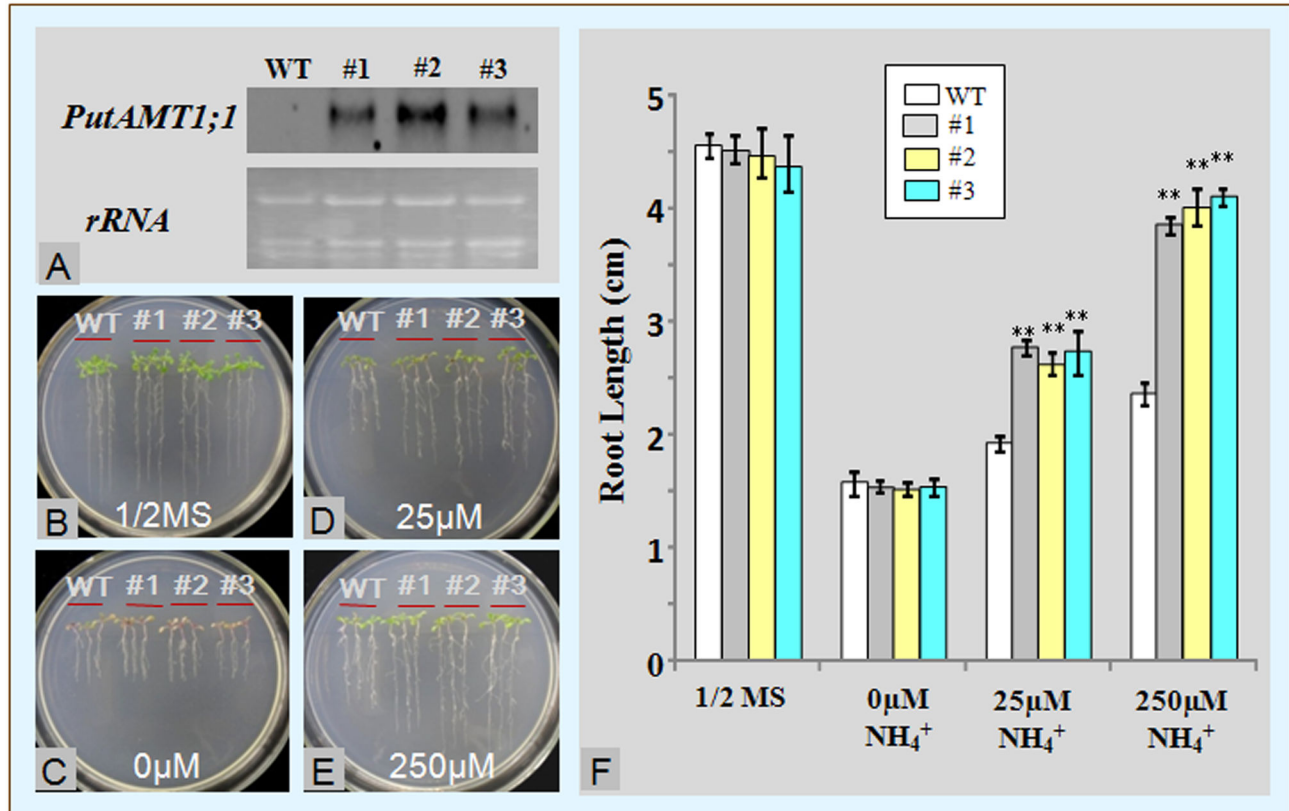 WT #1 #2 #3
PutAMT1;1
rRNA
A
WT #1 #2 #3
B
1/2MS
WT #1 #2 #3
D
25µM
WT #1 #2 #3
C
0µM
WT #1 #2 #3
E
250µM
WT
#1
#2
#3
Root Length (cm)
5
4
3
2
1
0
** ** **
** ** **
1/2 MS
0µM
NH₄⁺
25µM
NH₄⁺
250µM
NH₄⁺
F